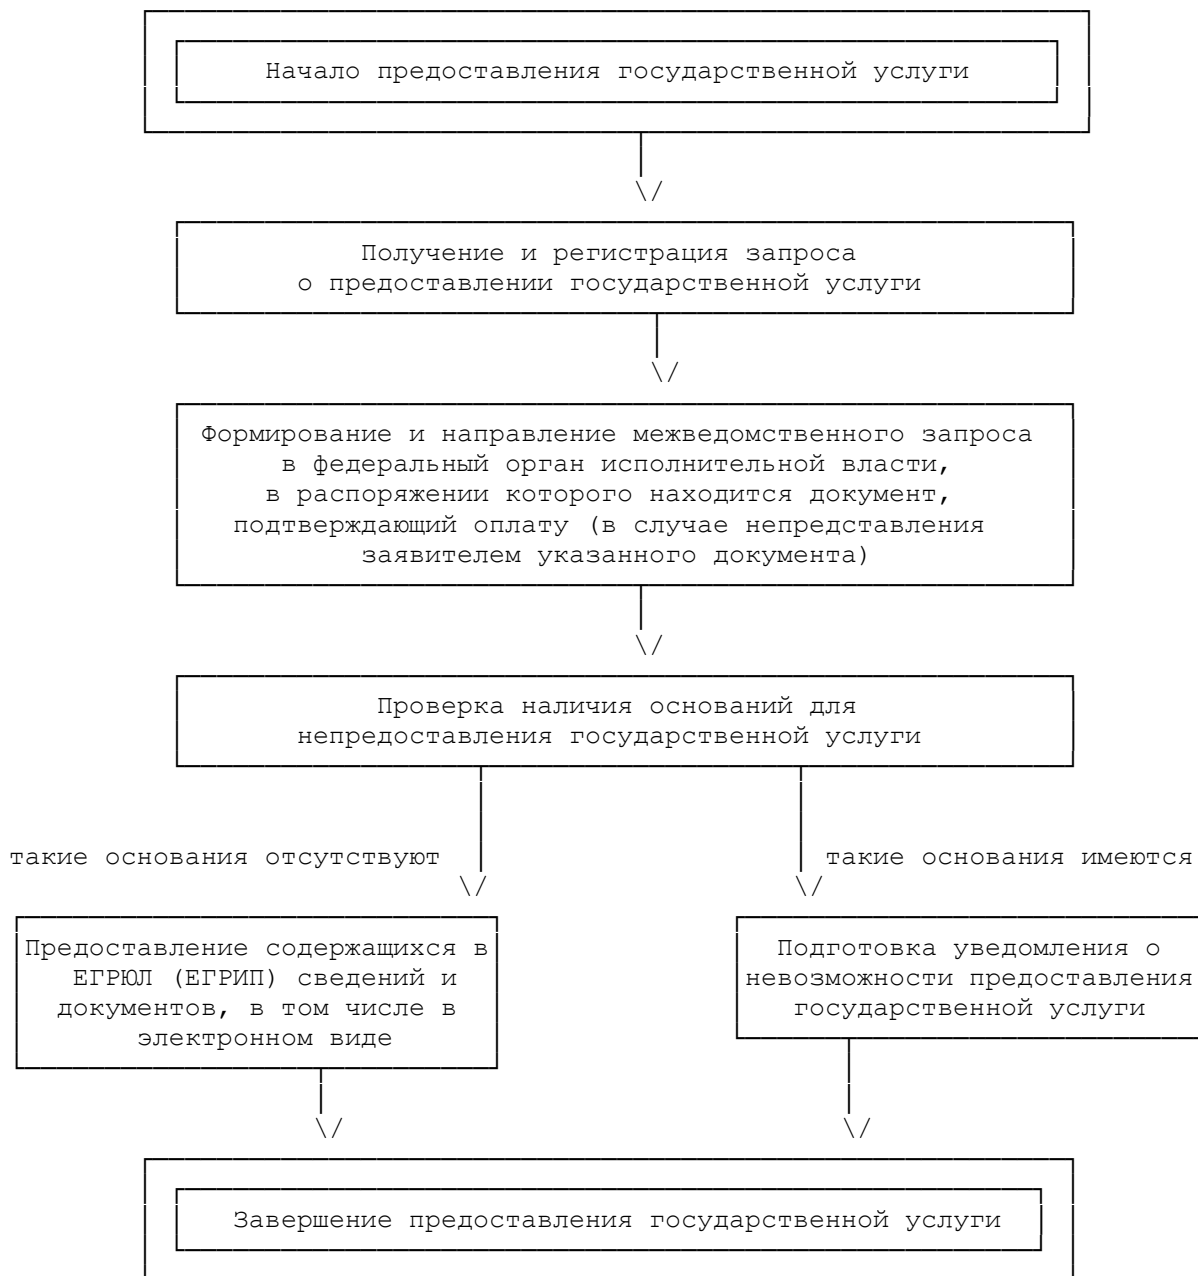 Начало предоставления государственной услуги
Получение и регистрация запроса
о предоставлении государственной услуги
Формирование и направление межведомственного запроса
в федеральный орган исполнительной власти,
в распоряжении которого находится документ,
подтверждающий оплату (в случае непредставления
заявителем указанного документа)
Проверка наличия оснований для
непредоставления государственной услуги
такие основания отсутствуют
такие основания имеются
Предоставление содержащихся в
ЕГРЮЛ (ЕГРИП) сведений и
документов, в том числе в
электронном виде
Подготовка уведомления о
невозможности предоставления
государственной услуги
Завершение предоставления государственной услуги